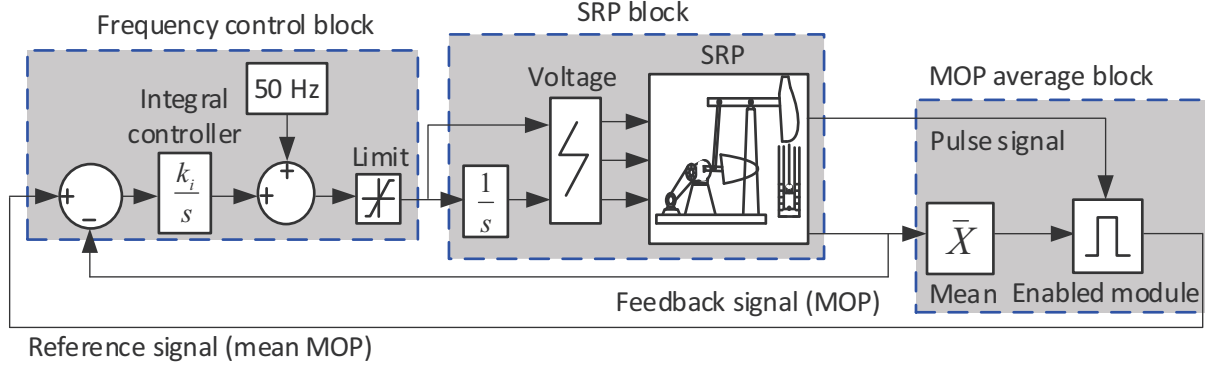 Frequency control block
SRP block
MOP average block
50 Hz
Integral
controller
Voltage
SRP
Limit
Pulse signal
+
−
k_i
s
+
+
1
s
X̄
Mean
Enabled module
Feedback signal (MOP)
Reference signal (mean MOP)